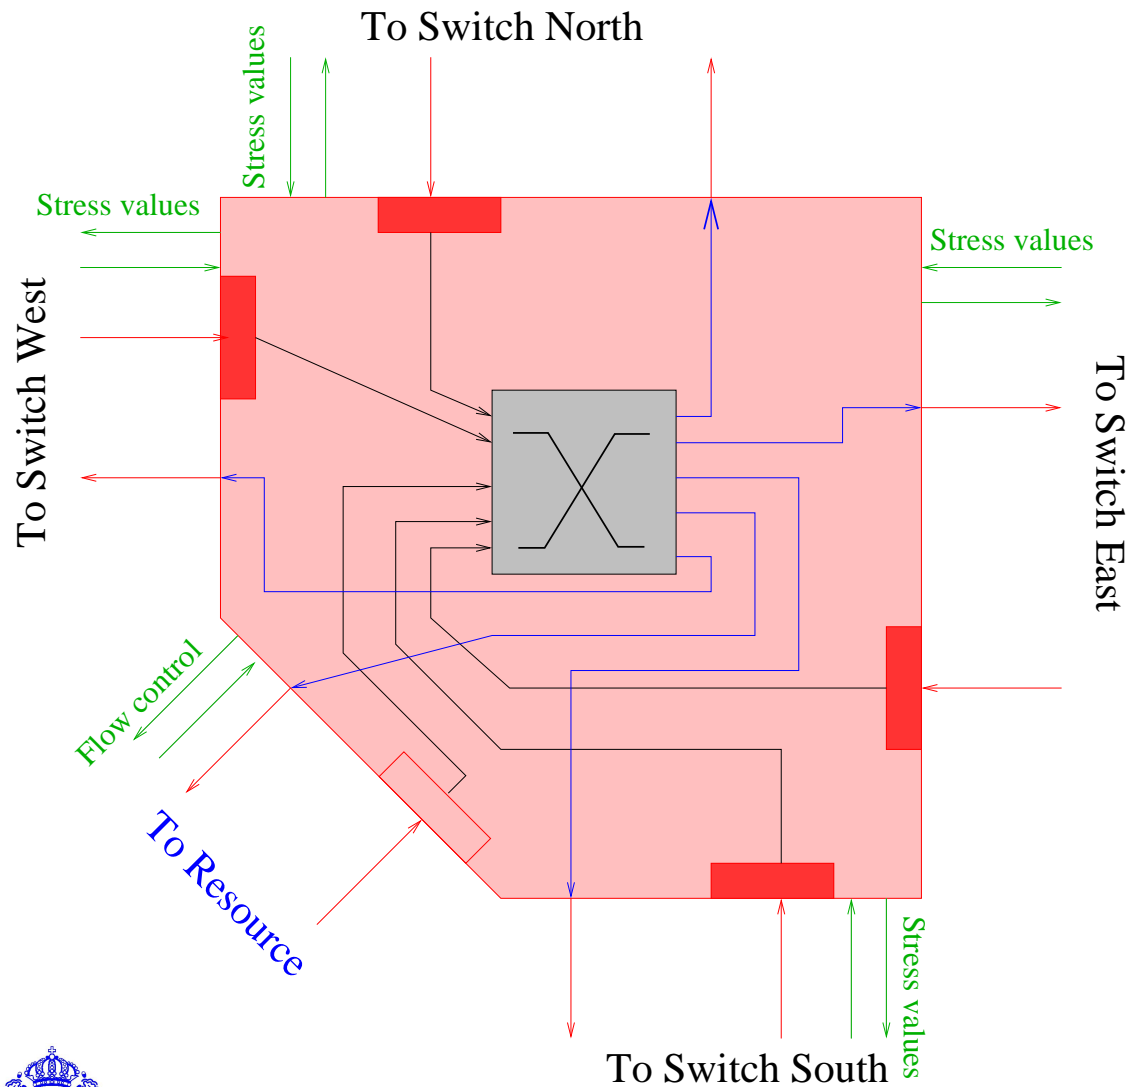 To Switch North
Stress values
Stress values
Stress values
To Switch West
To Switch East
Flow control
To Resource
Stress values
To Switch South